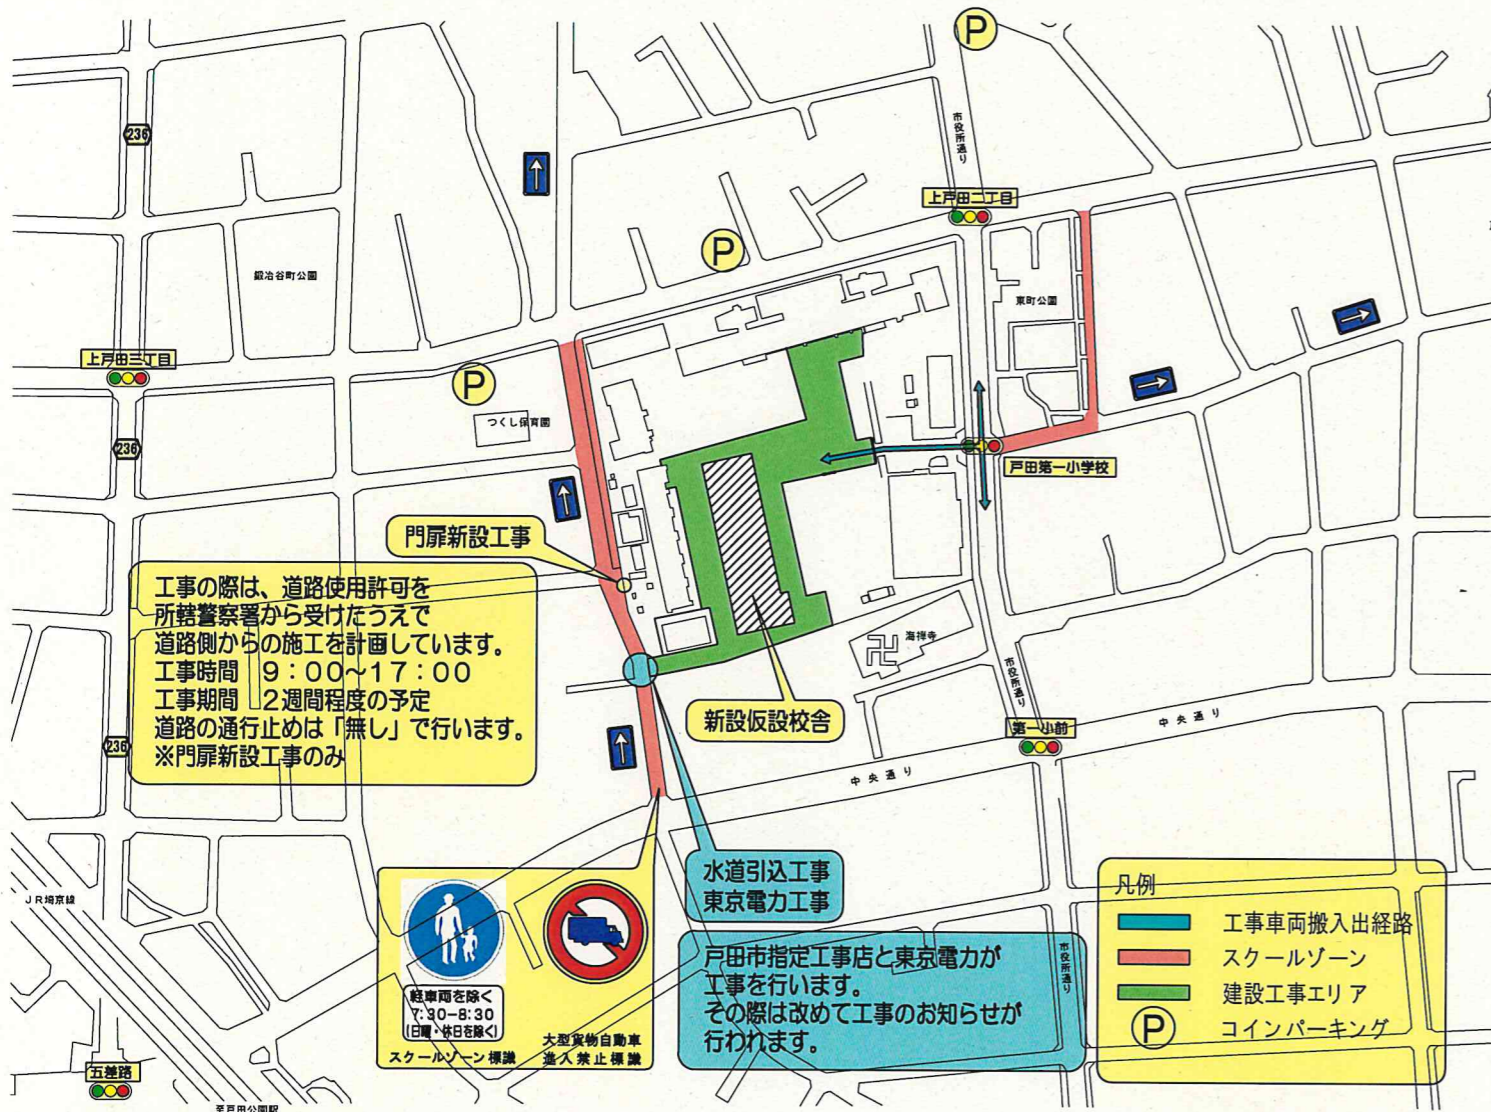 P
市役所通り
236
上戸田二丁目
P
鍛冶谷町公園
東町公園
上戸田三丁目
P
つくし保育園
236
戸田第一小学校
門扉新設工事
工事の際は、道路使用許可を
所轄警察署から受けたうえで
道路側からの施工を計画しています。
工事時間 9:00~17:00
工事期間 2週間程度の予定
道路の通行止めは「無し」で行います。
※門扉新設工事のみ
海禅寺
市役所通り
新設仮設校舎
中央通り
第一小前
236
中央通り
水道引込工事
東京電力工事
JR埼京線
軽車両を除く
7:30-8:30
(日曜・休日を除く)
スクールゾーン標識
大型貨物自動車
進入禁止標識
戸田市指定工事店と東京電力が
工事を行います。
その際は改めて工事のお知らせが
行われます。
市役所通り
凡例
工事車両搬入出経路
スクールゾーン
建設工事エリア
P コインパーキング
五差路
至戸田公園駅